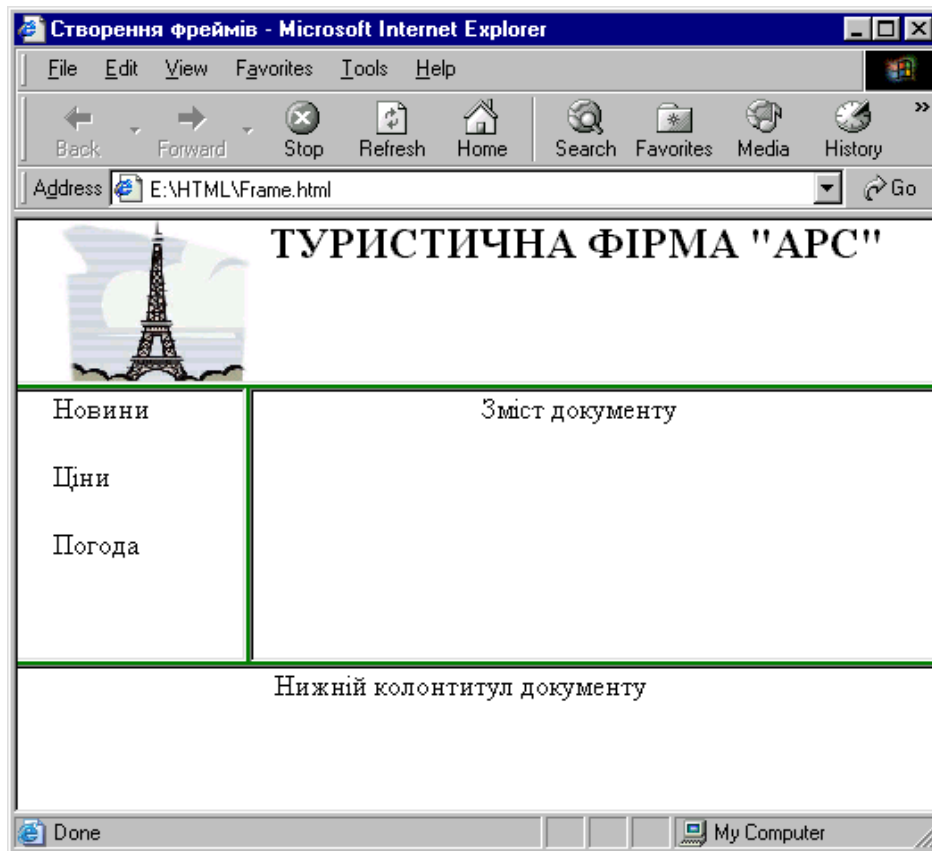 Створення фреймів - Microsoft Internet Explorer
File Edit View Favorites Tools Help
Back Forward Stop Refresh Home Search Favorites Media History »
Address E:\HTML\Frame.html Go
ТУРИСТИЧНА ФІРМА "АРС"
Новини
Зміст документу
Ціни
Погода
Нижній колонтитул документу
Done My Computer